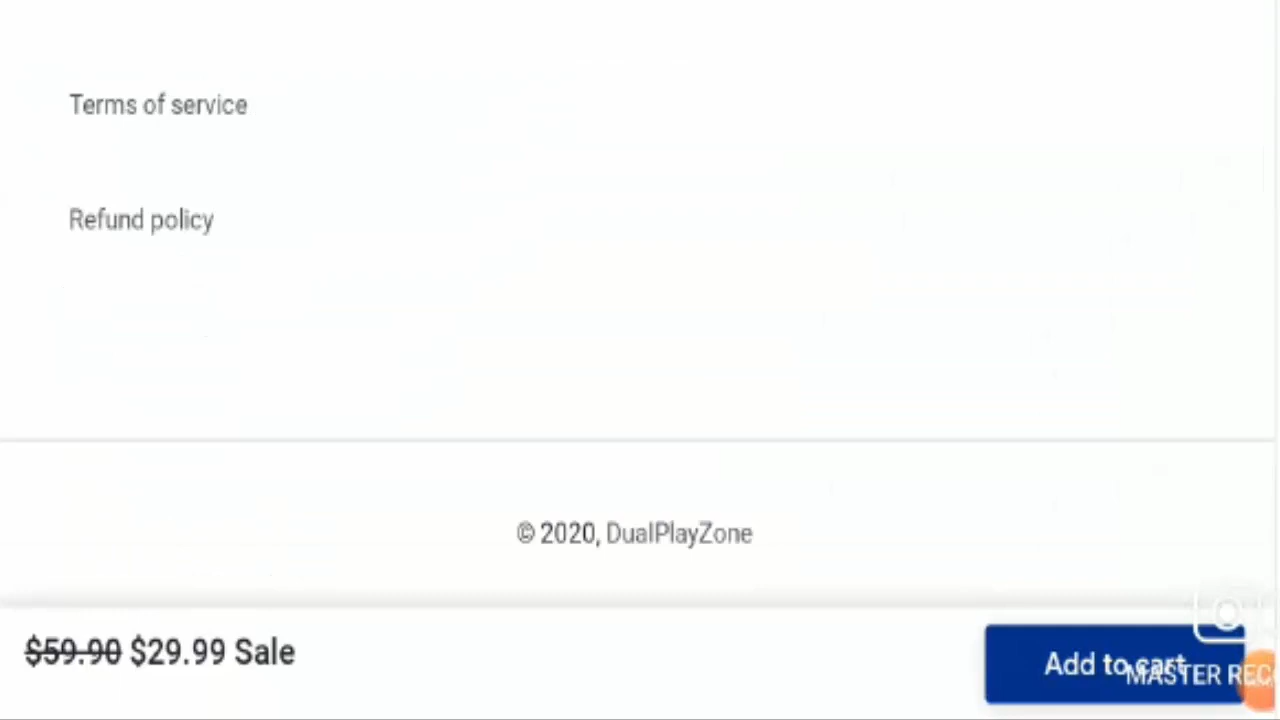 Terms of service
Refund policy
© 2020, DualPlayZone
$59.90 $29.99 Sale
Add to cart
MASTER REC